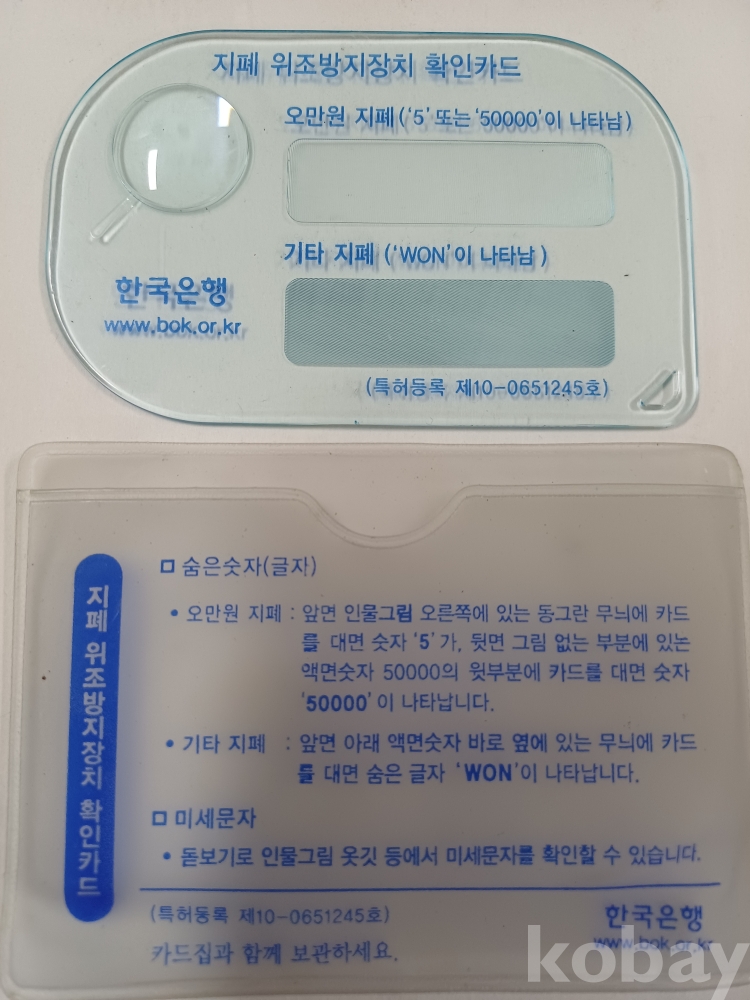 지폐 위조방지장치 확인카드
오만원 지폐 ('5' 또는 '50000'이 나타남)
기타 지폐 ('WON'이 나타남)
한국은행
www.bok.or.kr
(특허등록 제10-0651245호)
지폐 위조방지장치 확인카드
숨은숫자(글자)
• 오만원 지폐 : 앞면 인물그림 오른쪽에 있는 동그란 무늬에 카드
를 대면 숫자 '5'가, 뒷면 그림 없는 부분에 있는
액면숫자 50000의 윗부분에 카드를 대면 숫자
'50000'이 나타납니다.
• 기타 지폐 : 앞면 아래 액면숫자 바로 옆에 있는 무늬에 카드
를 대면 숨은 글자 'WON'이 나타납니다.
미세문자
• 돋보기로 인물그림 옷깃 등에서 미세문자를 확인할 수 있습니다.
(특허등록 제10-0651245호)
카드집과 함께 보관하세요.
한국은행
www.bok.or.kr
kobay